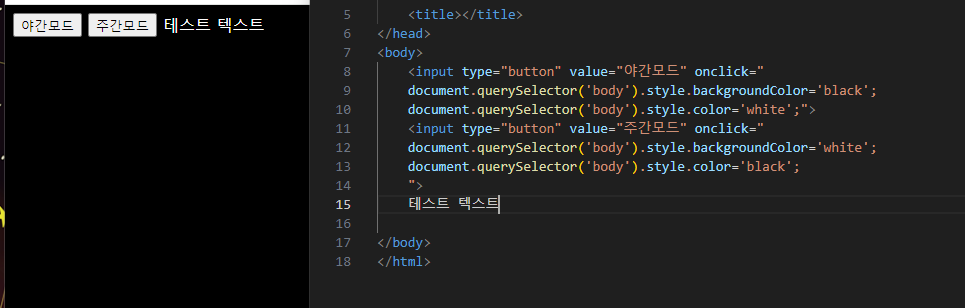 야간모드 주간모드 테스트 텍스트
5 <title></title>
6 </head>
7 <body>
8 <input type="button" value="야간모드" onclick="
9 document.querySelector('body').style.backgroundColor='black';
10 document.querySelector('body').style.color='white';">
11 <input type="button" value="주간모드" onclick="
12 document.querySelector('body').style.backgroundColor='white';
13 document.querySelector('body').style.color='black';
14 ">
15 테스트 텍스트
16
17 </body>
18 </html>